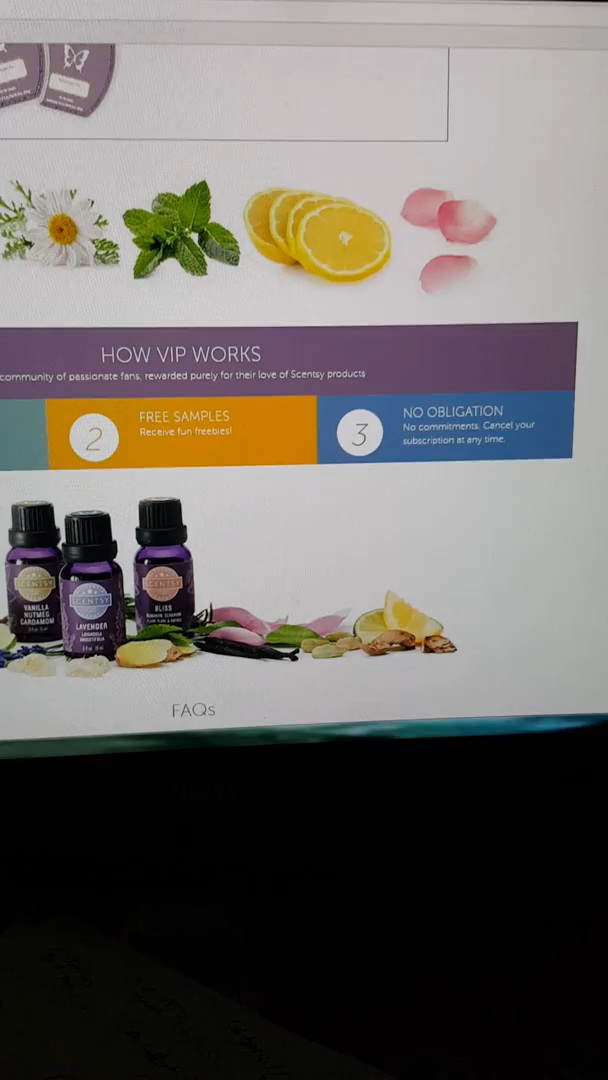 HOW VIP WORKS
community of passionate fans, rewarded purely for their love of Scentsy products
2
FREE SAMPLES
Receive fun freebies!
3
NO OBLIGATION
No commitments. Cancel your
subscription at any time.
SCENTSY
VANILLA
NUTMEG
CARDAMOM
SCENTSY
LAVENDER
SCENTSY
BLISS
FAQs